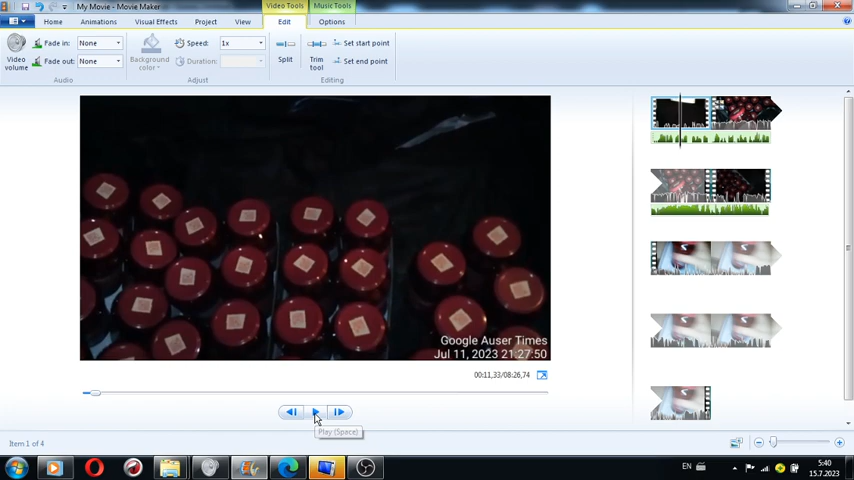 My Movie - Movie Maker
Video Tools
Music Tools
Home
Animations
Visual Effects
Project
View
Edit
Options
Video volume
Fade in: None
Fade out: None
Audio
Background color
Speed: 1x
Duration:
Adjust
Split
Trim tool
Set start point
Set end point
Editing
Google Auser Terms
Jul 11, 2023 21:27:50
00:11,33/08:26,74
Play (Space)
Item 1 of 4
EN
5:40
15.7.2023